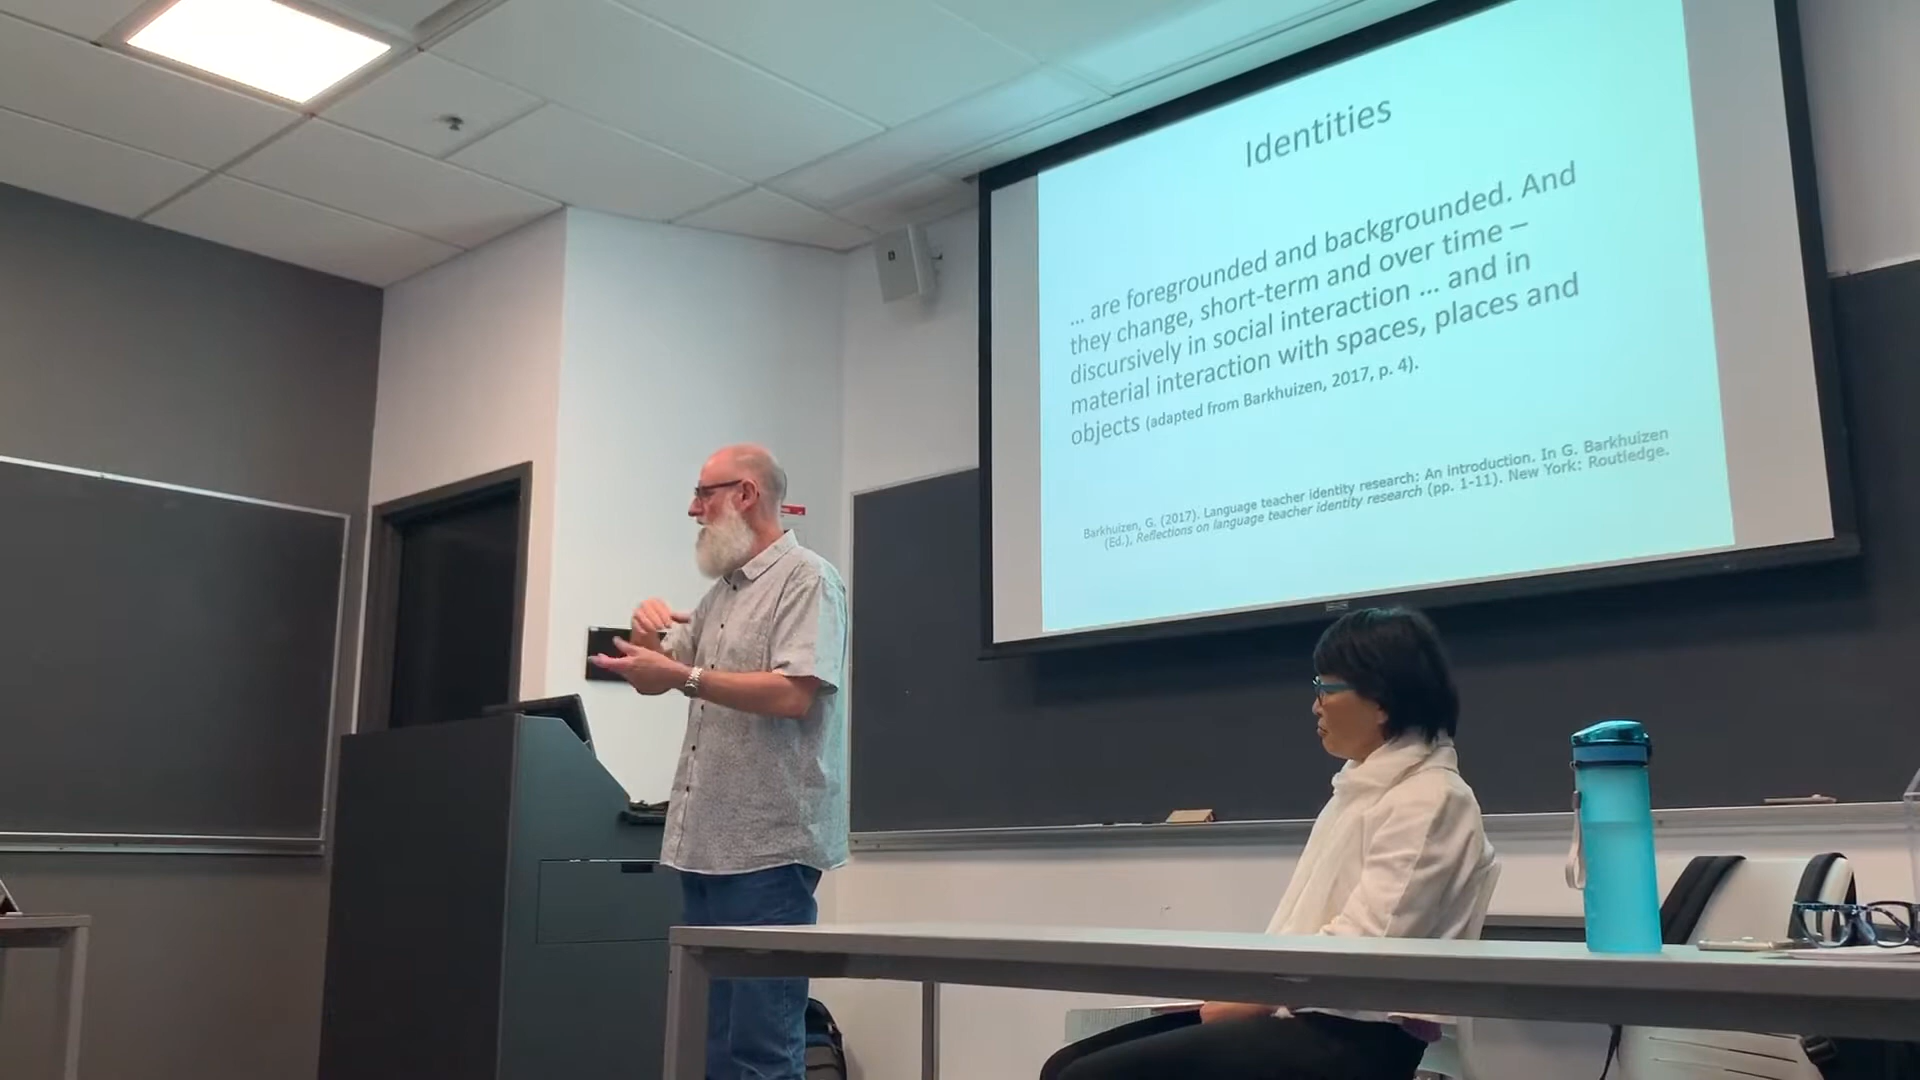 Identities
... are foregrounded and backgrounded. And
they change, short-term and over time –
discursively in social interaction ... and in
material interaction with spaces, places and
objects (adapted from Barkhuizen, 2017, p. 4).
Barkhuizen, G. (2017). Language teacher identity research: An introduction. In G. Barkhuizen
(Ed.), Reflections on language teacher identity research (pp. 1-11). New York: Routledge.